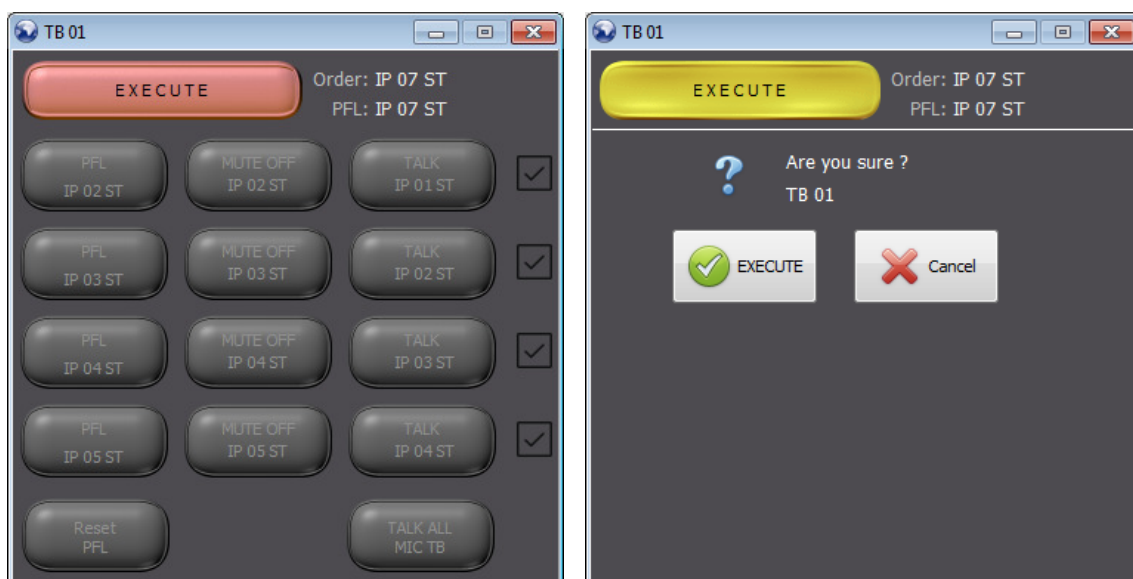 TB 01
EXECUTE
Order: IP 07 ST
PFL: IP 07 ST
PFL
IP 02 ST
MUTE OFF
IP 02 ST
TALK
IP 01 ST
PFL
IP 03 ST
MUTE OFF
IP 03 ST
TALK
IP 02 ST
PFL
IP 04 ST
MUTE OFF
IP 04 ST
TALK
IP 03 ST
PFL
IP 05 ST
MUTE OFF
IP 05 ST
TALK
IP 04 ST
Reset
PFL
TALK ALL
MIC TB
TB 01
EXECUTE
Order: IP 07 ST
PFL: IP 07 ST
Are you sure ?
TB 01
EXECUTE
Cancel